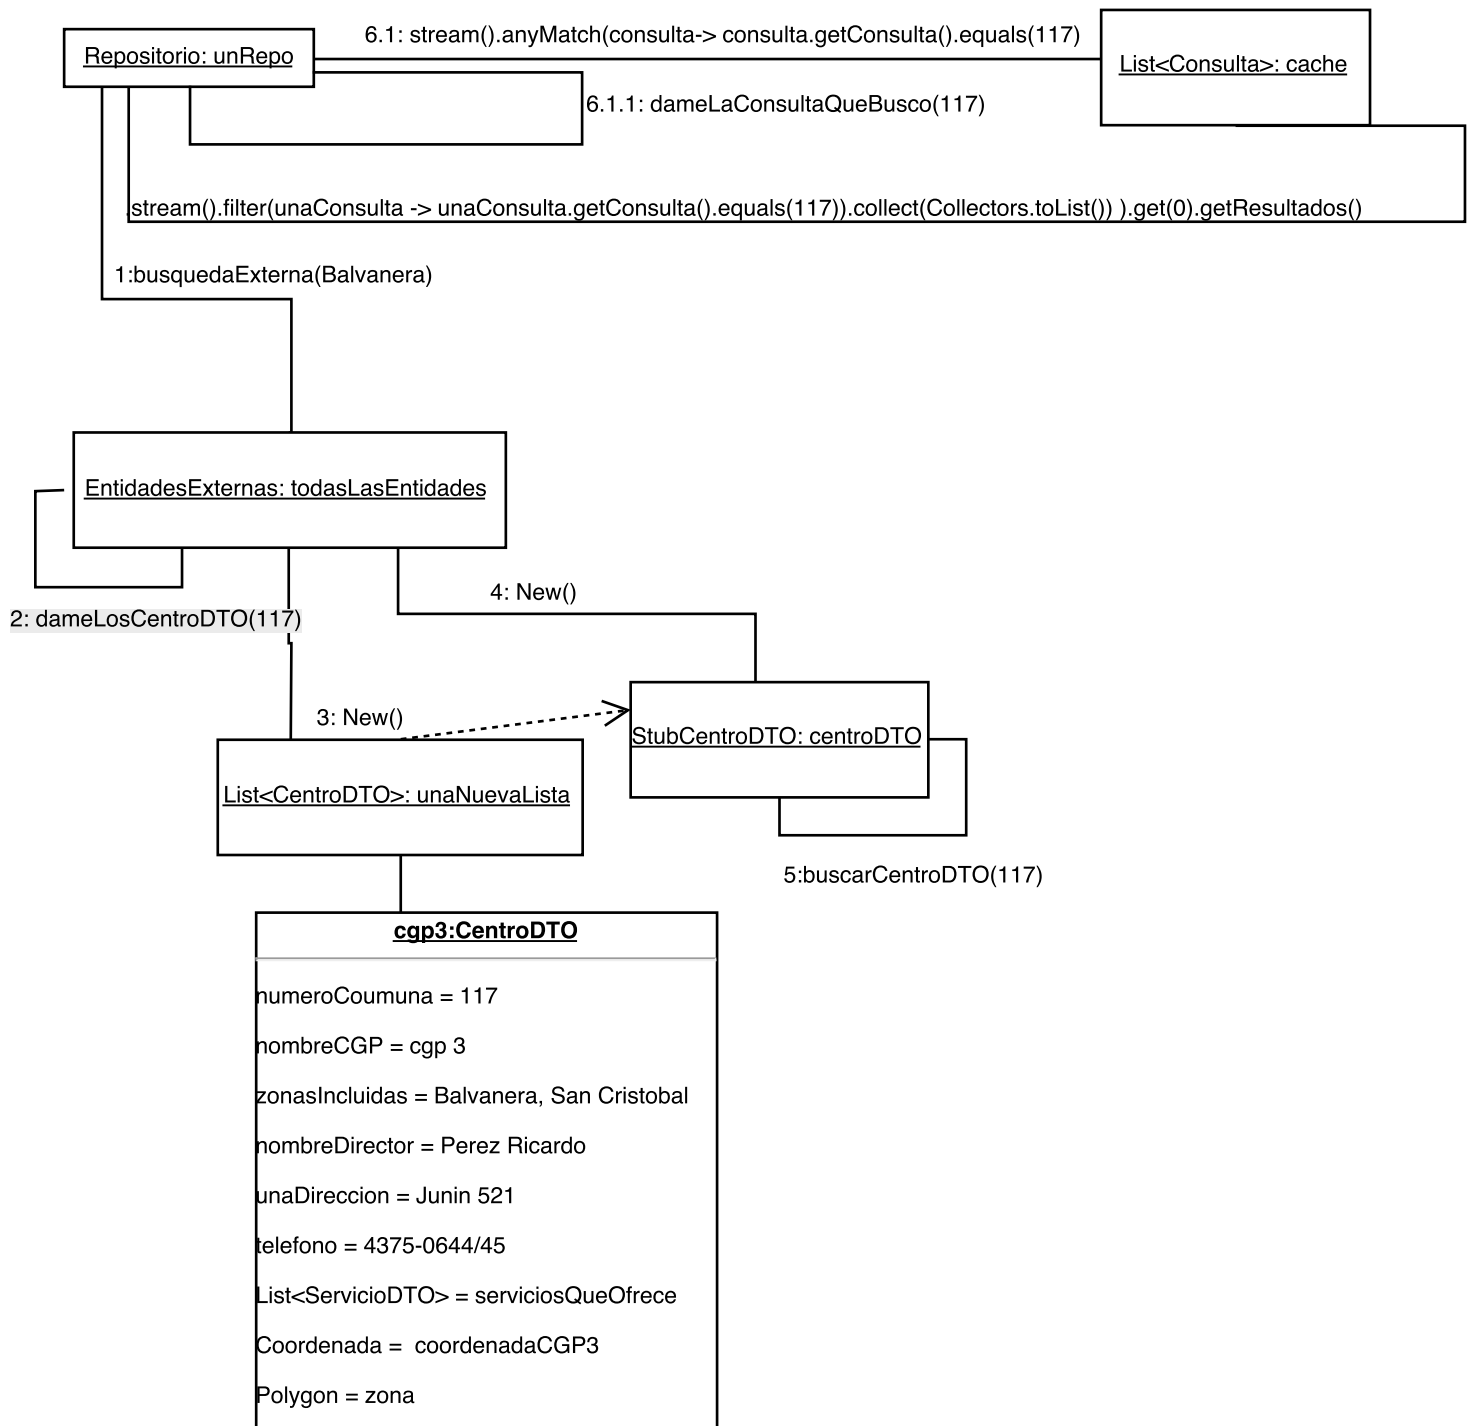 6.1: stream().anyMatch(consulta-> consulta.getConsulta().equals(117)
Repositorio: unRepo
List<Consulta>: cache
6.1.1: dameLaConsultaQueBusco(117)
.stream().filter(unaConsulta -> unaConsulta.getConsulta().equals(117)).collect(Collectors.toList()) ).get(0).getResultados()
1:busquedaExterna(Balvanera)
EntidadesExternas: todasLasEntidades
4: New()
2: dameLosCentroDTO(117)
3: New()
StubCentroDTO: centroDTO
List<CentroDTO>: unaNuevaLista
5:buscarCentroDTO(117)
cgp3:CentroDTO
numeroCoumuna = 117
nombreCGP = cgp 3
zonasIncluidas = Balvanera, San Cristobal
nombreDirector = Perez Ricardo
unaDireccion = Junin 521
telefono = 4375-0644/45
List<ServicioDTO> = serviciosQueOfrece
Coordenada =  coordenadaCGP3
Polygon = zona